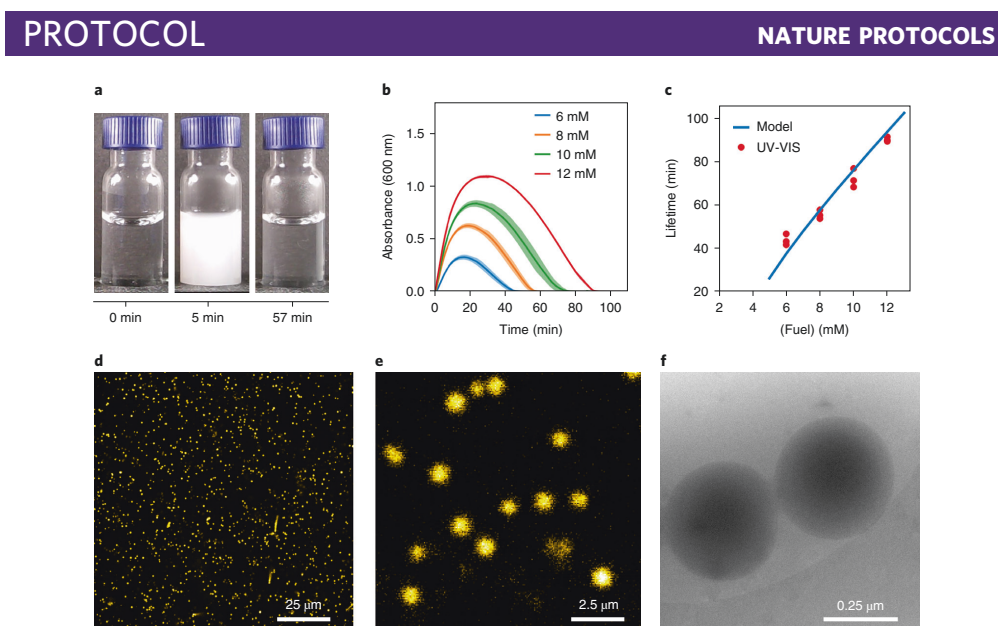 PROTOCOL
NATURE PROTOCOLS
a
0 min
5 min
57 min
b
Absorbance (600 nm)
1.5
1.0
0.5
0.0
0
20
40
60
80
100
Time (min)
6 mM
8 mM
10 mM
12 mM
c
Lifetime (min)
100
80
60
40
20
2
4
6
8
10
12
(Fuel) (mM)
Model
UV-VIS
d
25 μm
e
2.5 μm
f
0.25 μm